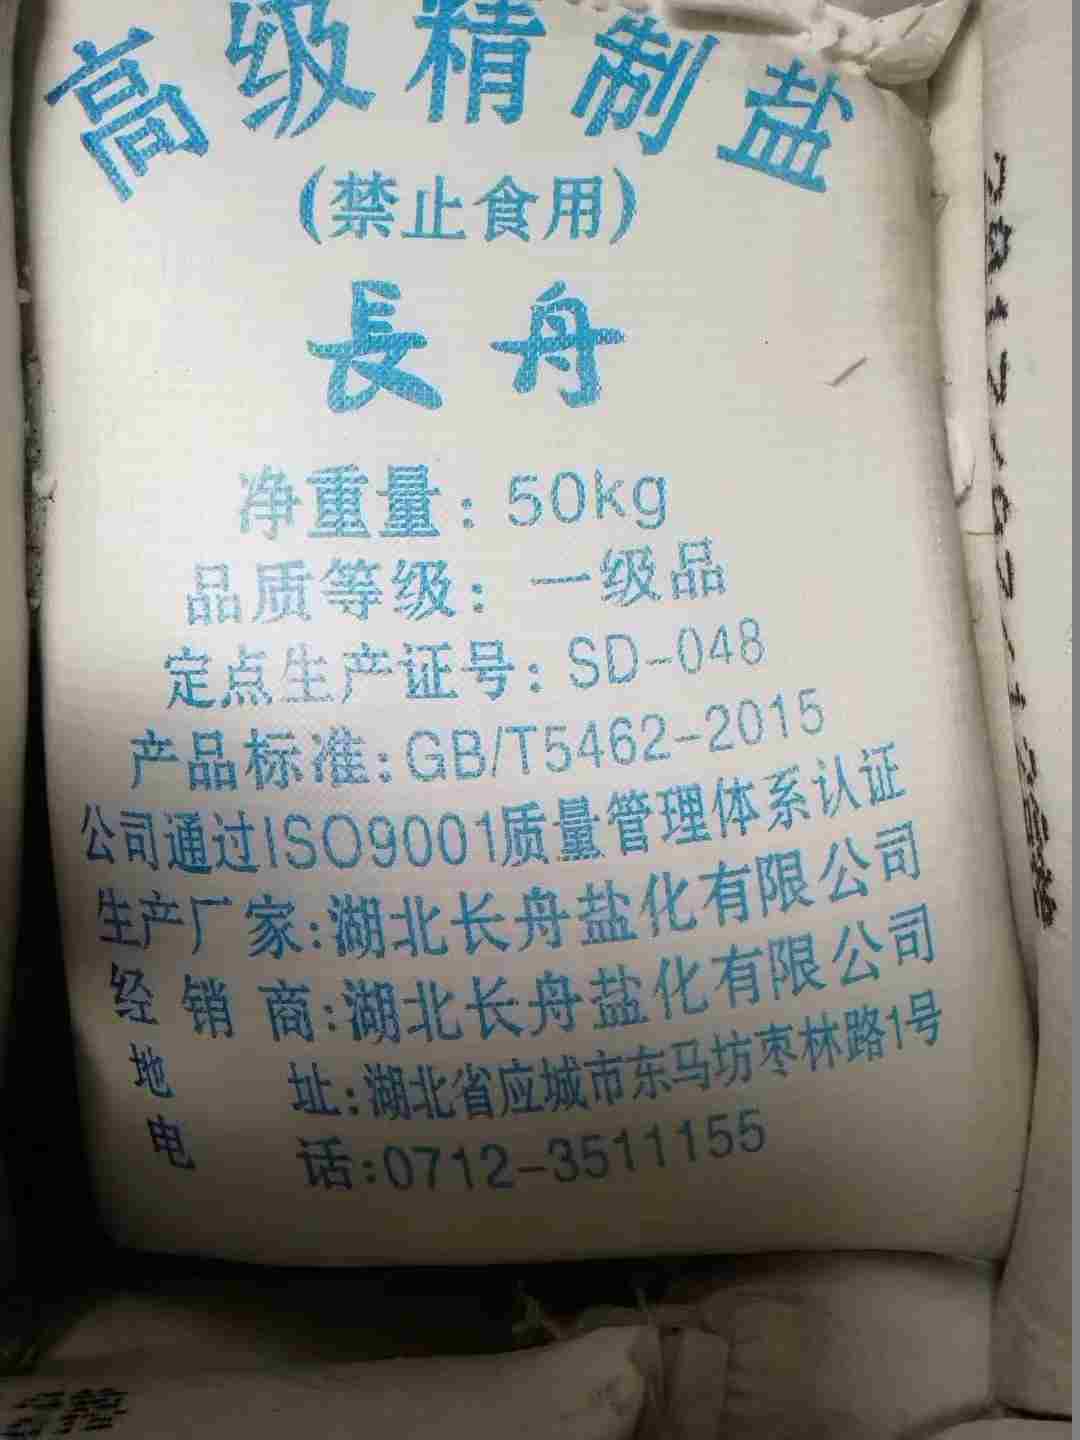 高级精制盐
(禁止食用)
長舟
净重量: 50kg
品质等级: 一级品
定点生产证号: SD-048
产品标准: GB/T5462-2015
公司通过ISO9001质量管理体系认证
生产厂家:湖北长舟盐化有限公司
经销商:湖北长舟盐化有限公司
地址:湖北省应城市东马坊枣林路1号
电话:0712-3511155